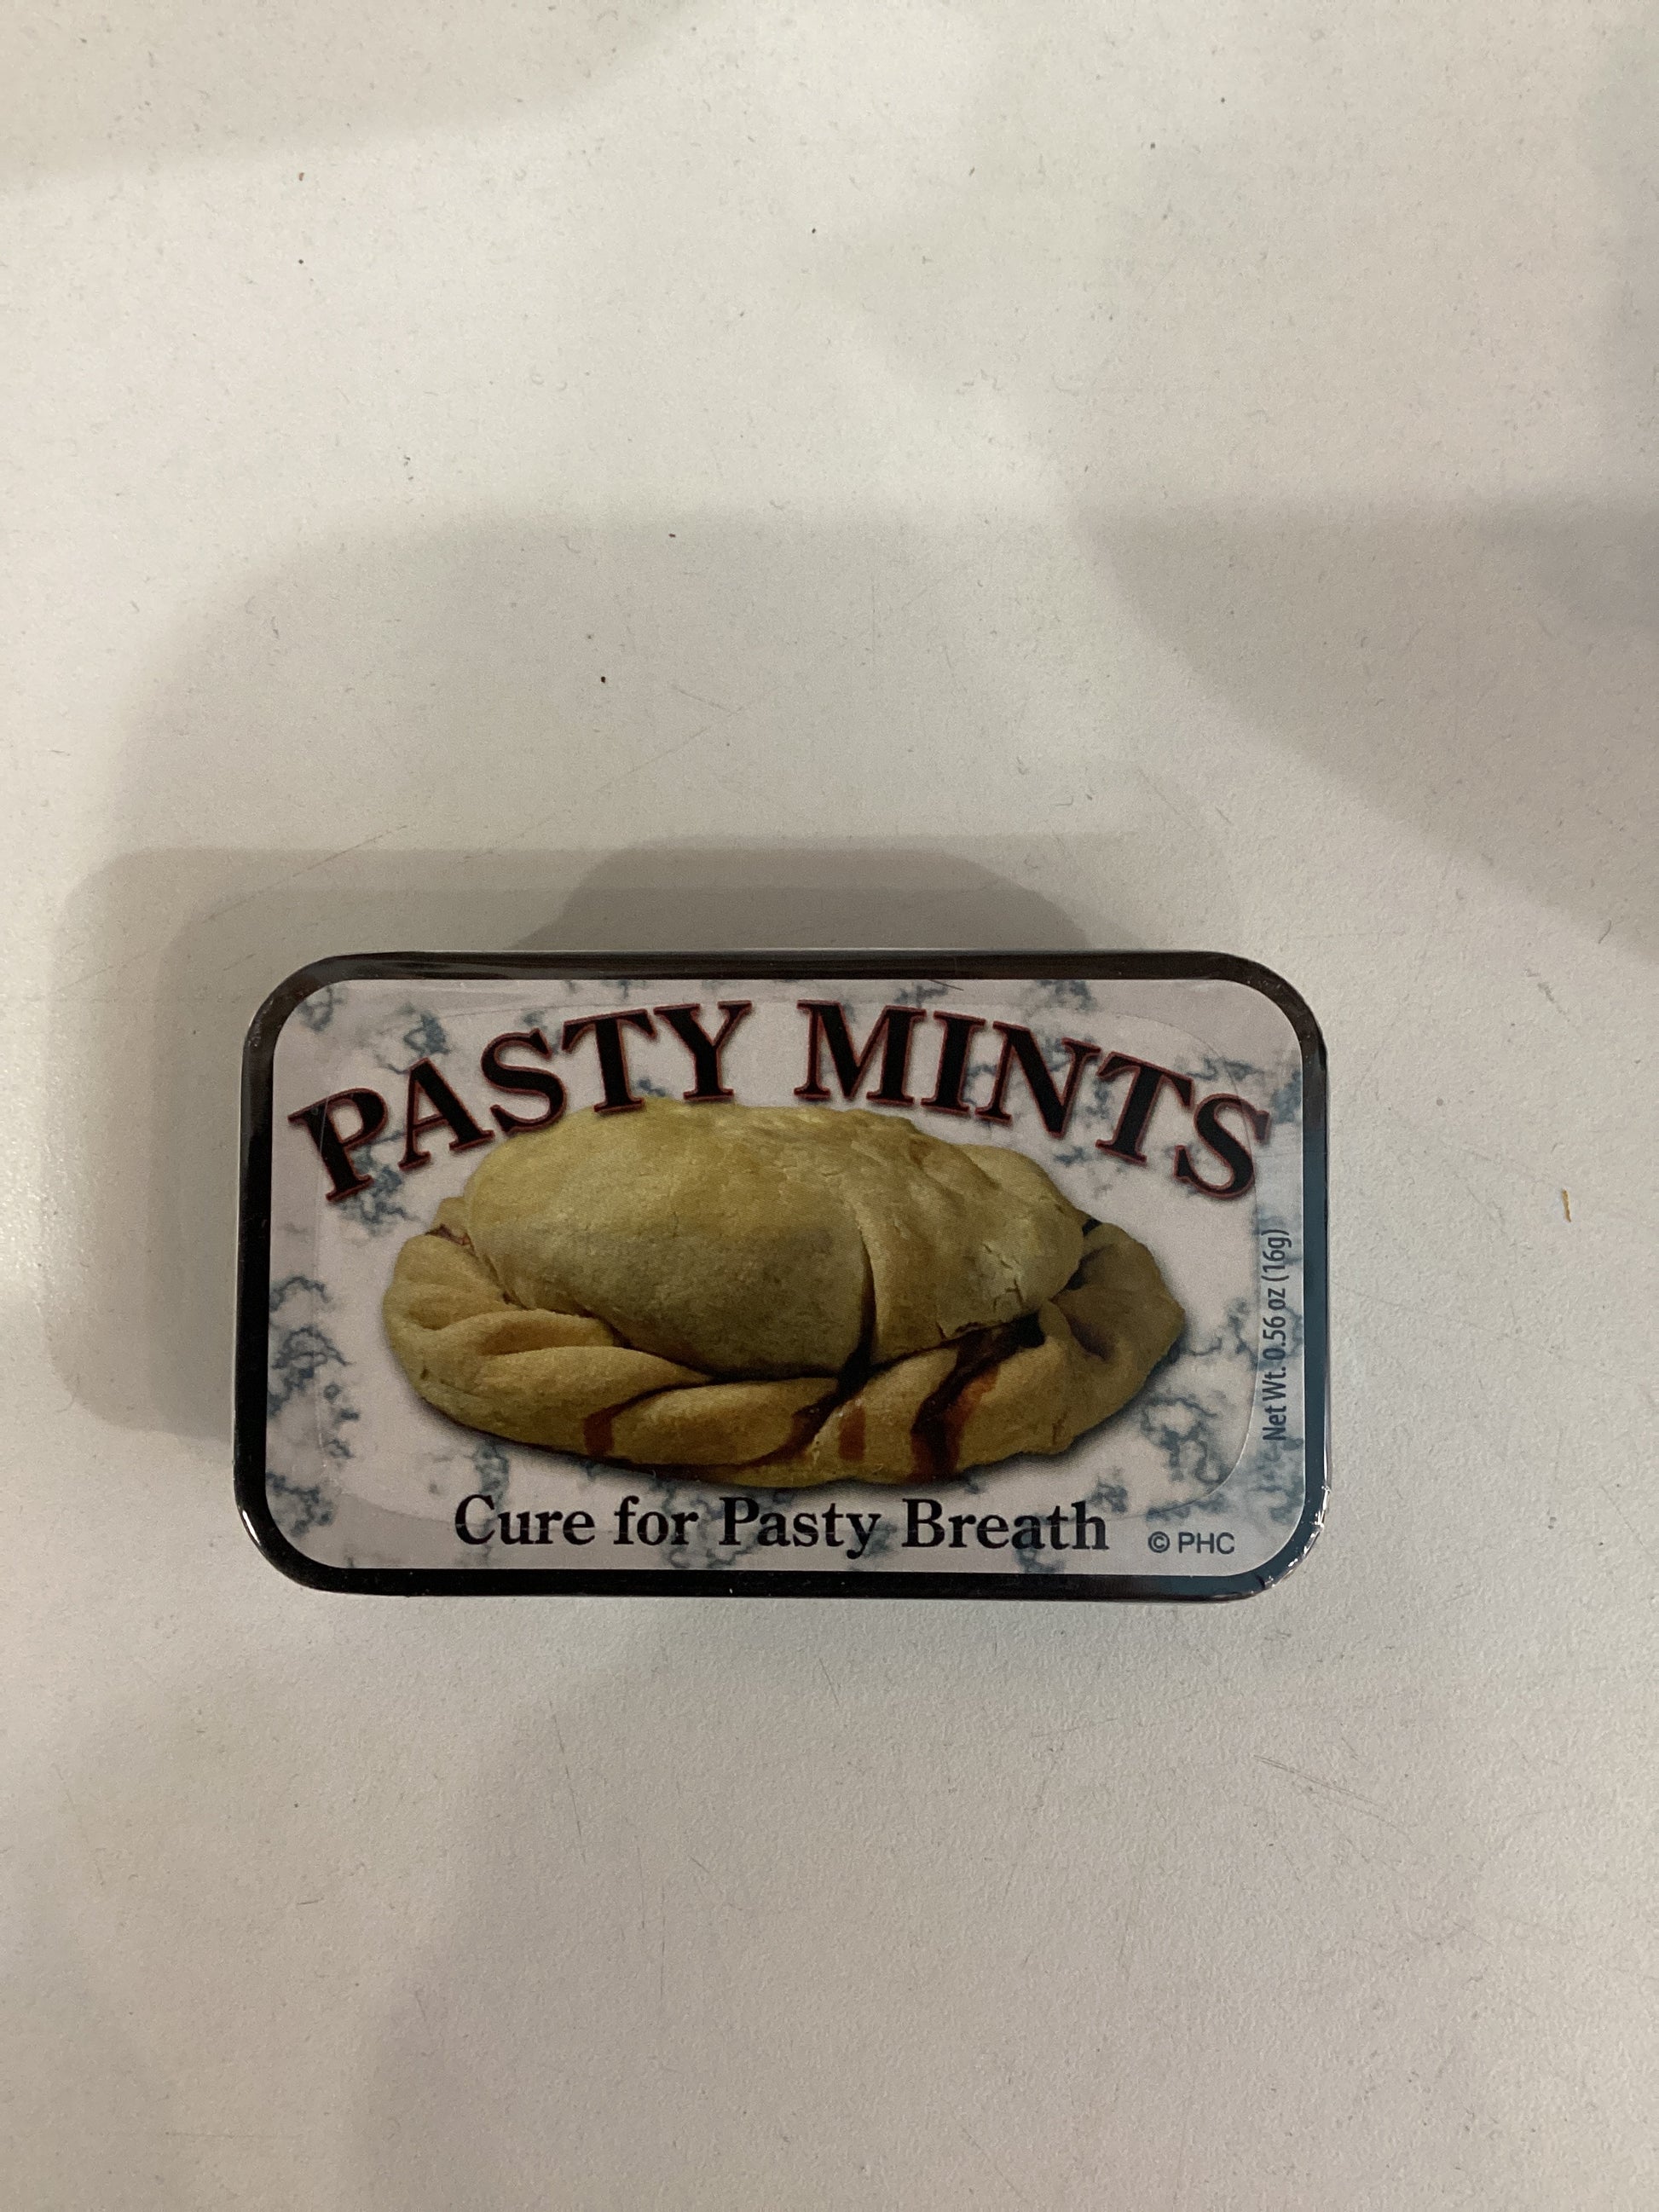 PASTY MINTS
Net Wt. 0.56 oz (16g)
Cure for Pasty Breath
© PHC